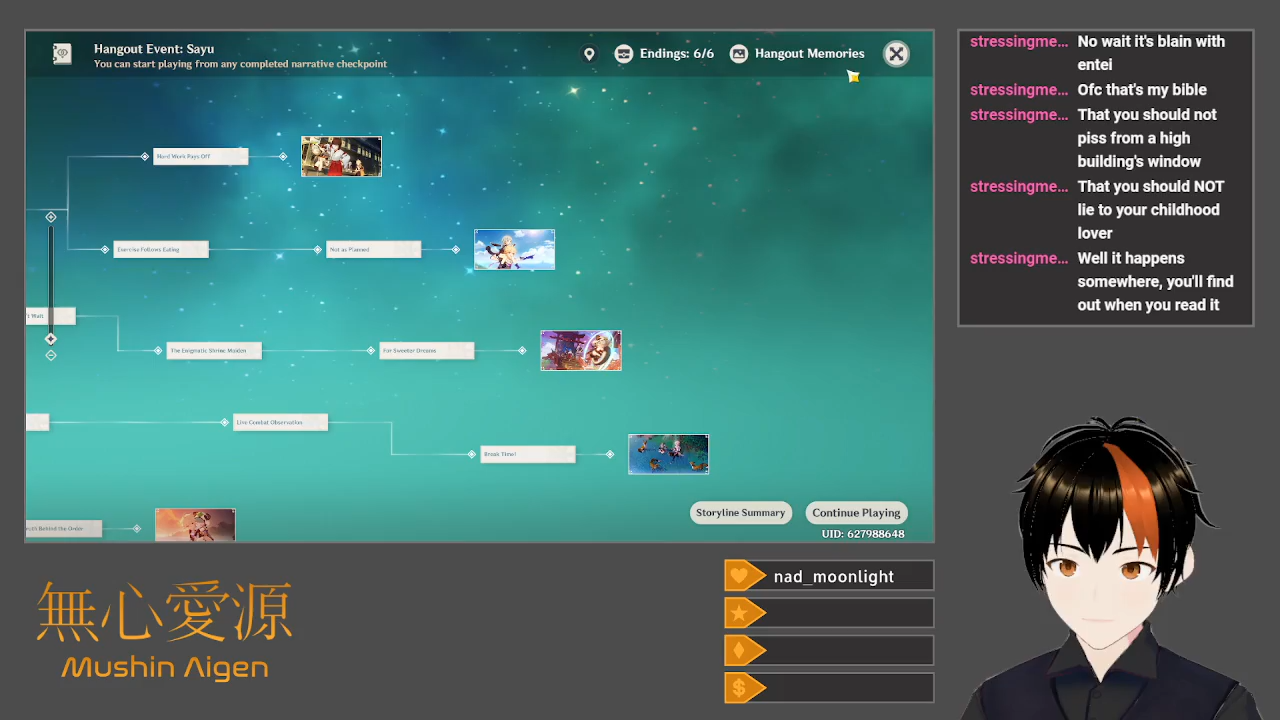 Hangout Event: Sayu
You can start playing from any completed narrative checkpoint
Endings: 6/6
Hangout Memories
Hard Work Pays Off
Exercise Follows Eating
Not as Planned
The Enigmatic Shrine Maiden
For Sweeter Dreams
Live Combat Observation
Break Time!
Behind the Order
Storyline Summary
Continue Playing
UID: 627988648
stressingme... No wait it's blain with
entei
stressingme... Ofc that's my bible
stressingme... That you should not
piss from a high
building's window
stressingme... That you should NOT
lie to your childhood
lover
stressingme... Well it happens
somewhere, you'll find
out when you read it
無心愛源
Mushin Aigen
nad_moonlight
$